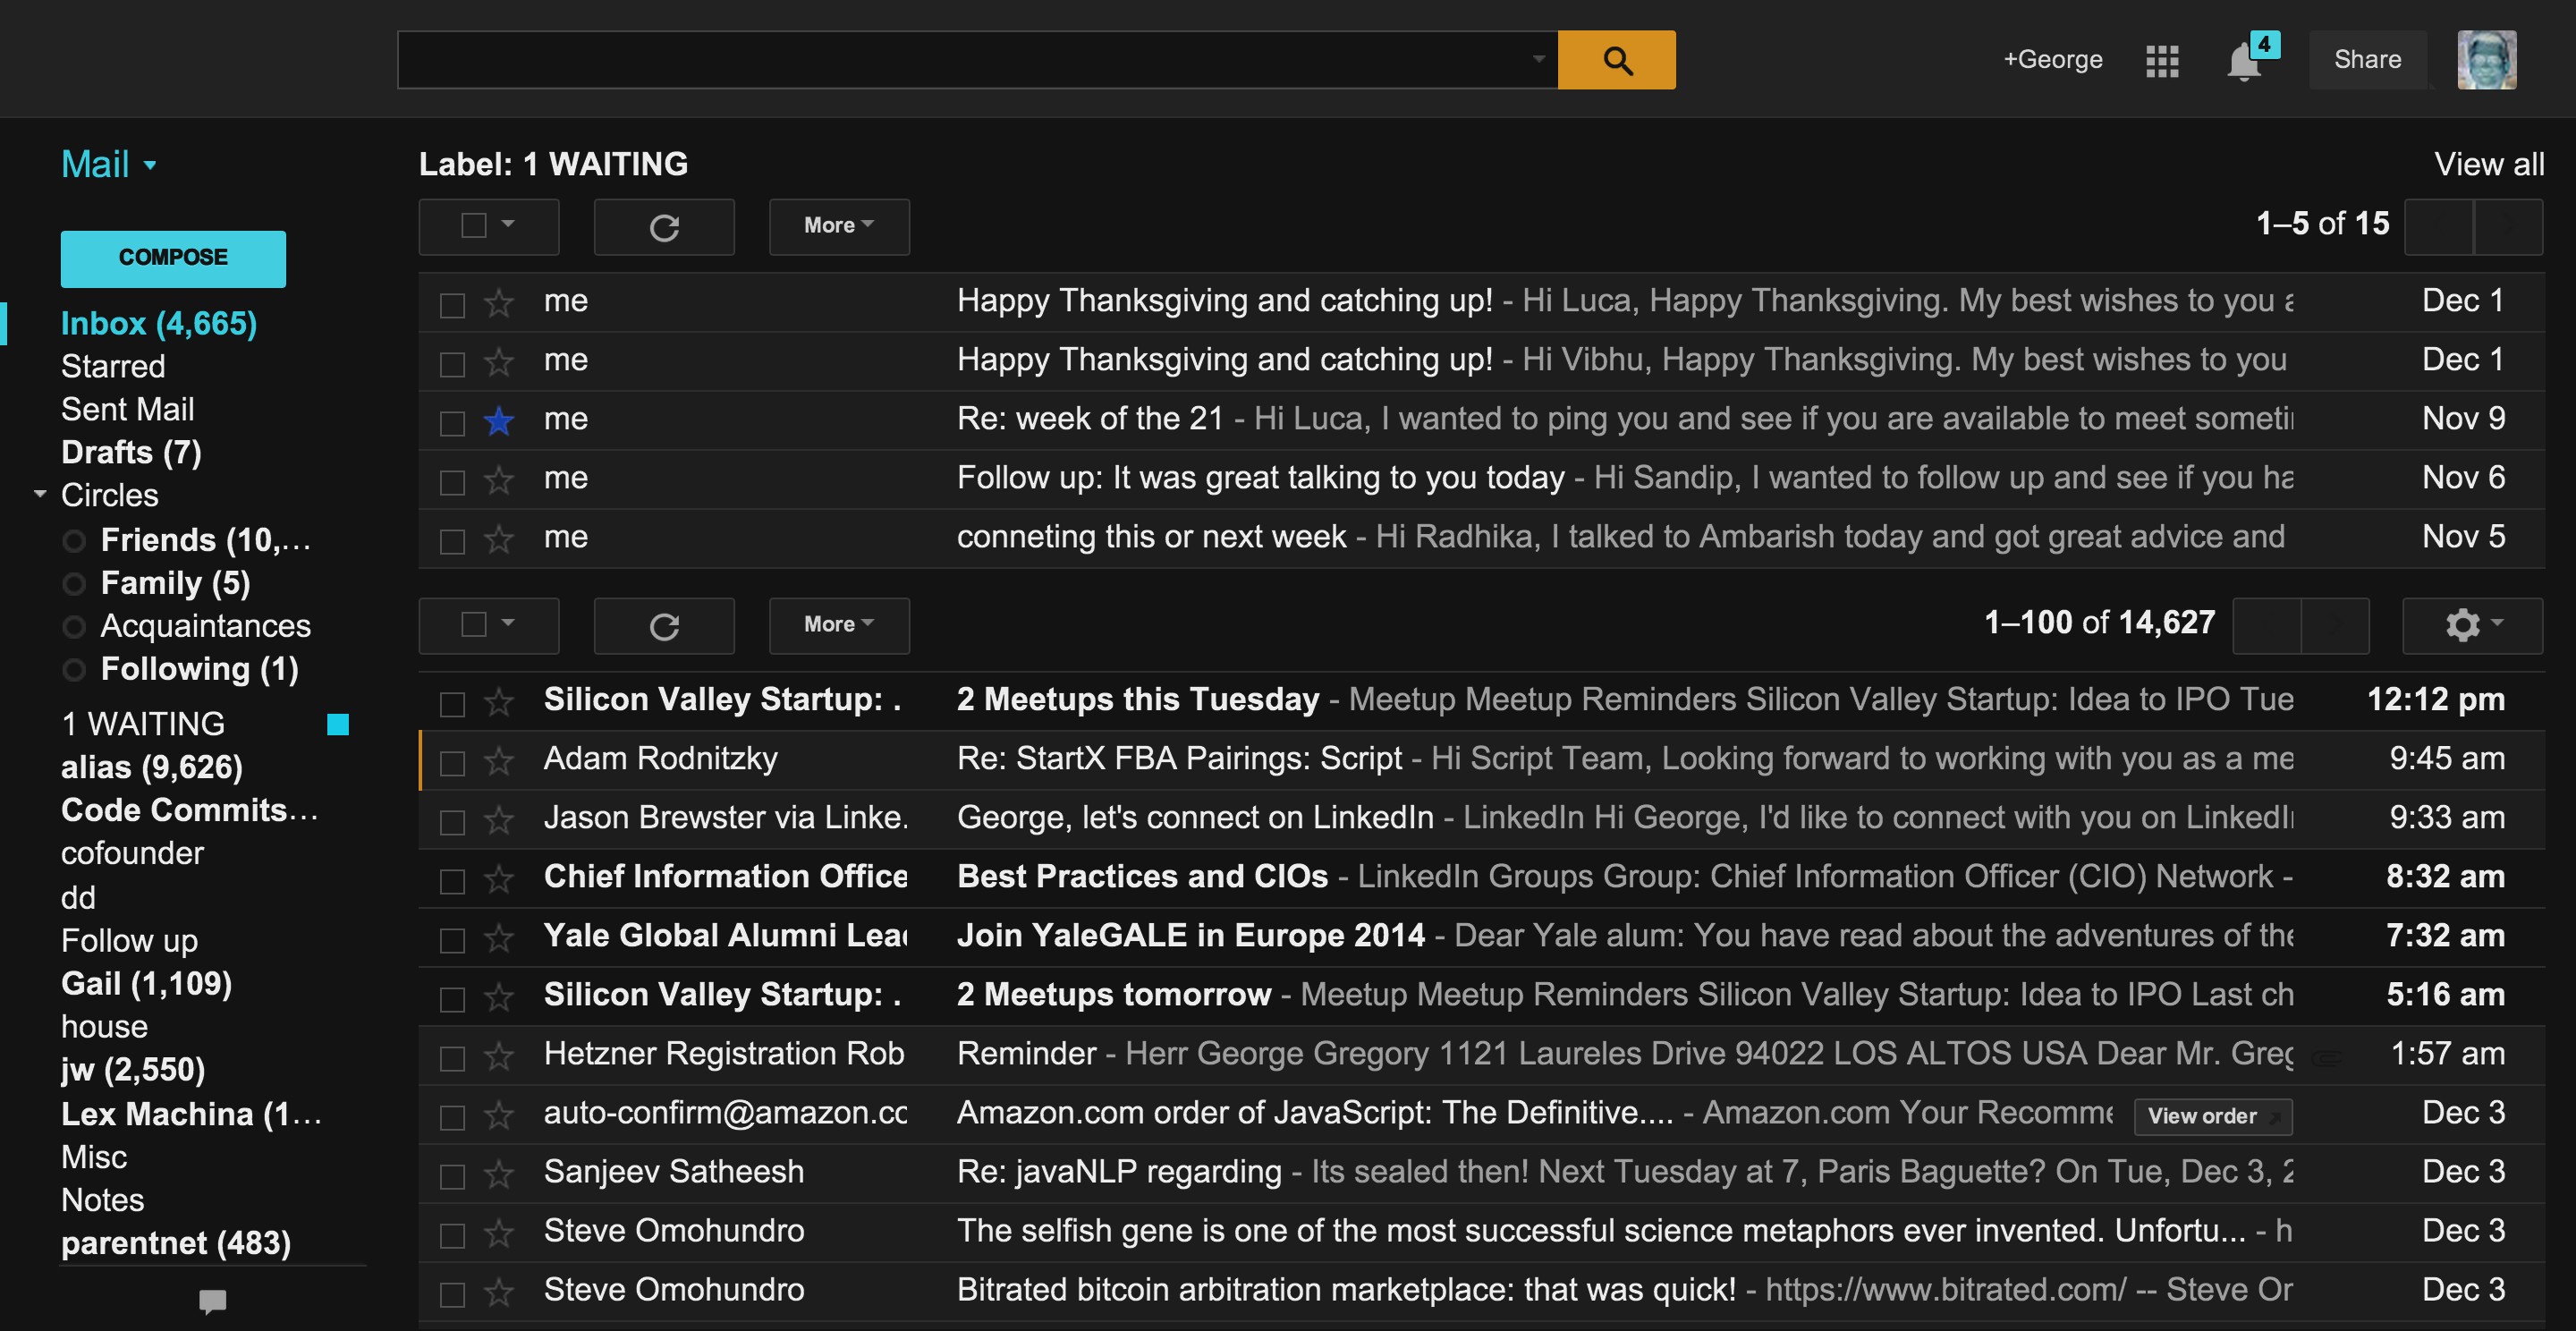 +George
4
Share
Mail
Label: 1 WAITING
View all
More
1–5 of 15
COMPOSE
Inbox (4,665)
Starred
Sent Mail
Drafts (7)
Circles
Friends (10,...
Family (5)
Acquaintances
Following (1)
1 WAITING
alias (9,626)
Code Commits...
cofounder
dd
Follow up
Gail (1,109)
house
jw (2,550)
Lex Machina (1...
Misc
Notes
parentnet (483)
me Happy Thanksgiving and catching up! - Hi Luca, Happy Thanksgiving. My best wishes to you Dec 1
me Happy Thanksgiving and catching up! - Hi Vibhu, Happy Thanksgiving. My best wishes to you Dec 1
me Re: week of the 21 - Hi Luca, I wanted to ping you and see if you are available to meet someti Nov 9
me Follow up: It was great talking to you today - Hi Sandip, I wanted to follow up and see if you ha Nov 6
me conneting this or next week - Hi Radhika, I talked to Ambarish today and got great advice and Nov 5
More
1–100 of 14,627
Silicon Valley Startup: . 2 Meetups this Tuesday - Meetup Meetup Reminders Silicon Valley Startup: Idea to IPO Tue 12:12 pm
Adam Rodnitzky Re: StartX FBA Pairings: Script - Hi Script Team, Looking forward to working with you as a me 9:45 am
Jason Brewster via Linke. George, let's connect on LinkedIn - LinkedIn Hi George, I'd like to connect with you on LinkedI 9:33 am
Chief Information Office Best Practices and CIOs - LinkedIn Groups Group: Chief Information Officer (CIO) Network - 8:32 am
Yale Global Alumni Lea Join YaleGALE in Europe 2014 - Dear Yale alum: You have read about the adventures of the 7:32 am
Silicon Valley Startup: . 2 Meetups tomorrow - Meetup Meetup Reminders Silicon Valley Startup: Idea to IPO Last ch 5:16 am
Hetzner Registration Rob Reminder - Herr George Gregory 1121 Laureles Drive 94022 LOS ALTOS USA Dear Mr. Greg 1:57 am
auto-confirm@amazon.cc Amazon.com order of JavaScript: The Definitive.... - Amazon.com Your Recomme View order Dec 3
Sanjeev Satheesh Re: javaNLP regarding - Its sealed then! Next Tuesday at 7, Paris Baguette? On Tue, Dec 3, 2 Dec 3
Steve Omohundro The selfish gene is one of the most successful science metaphors ever invented. Unfortu... - h Dec 3
Steve Omohundro Bitrated bitcoin arbitration marketplace: that was quick! - https://www.bitrated.com/ -- Steve Or Dec 3